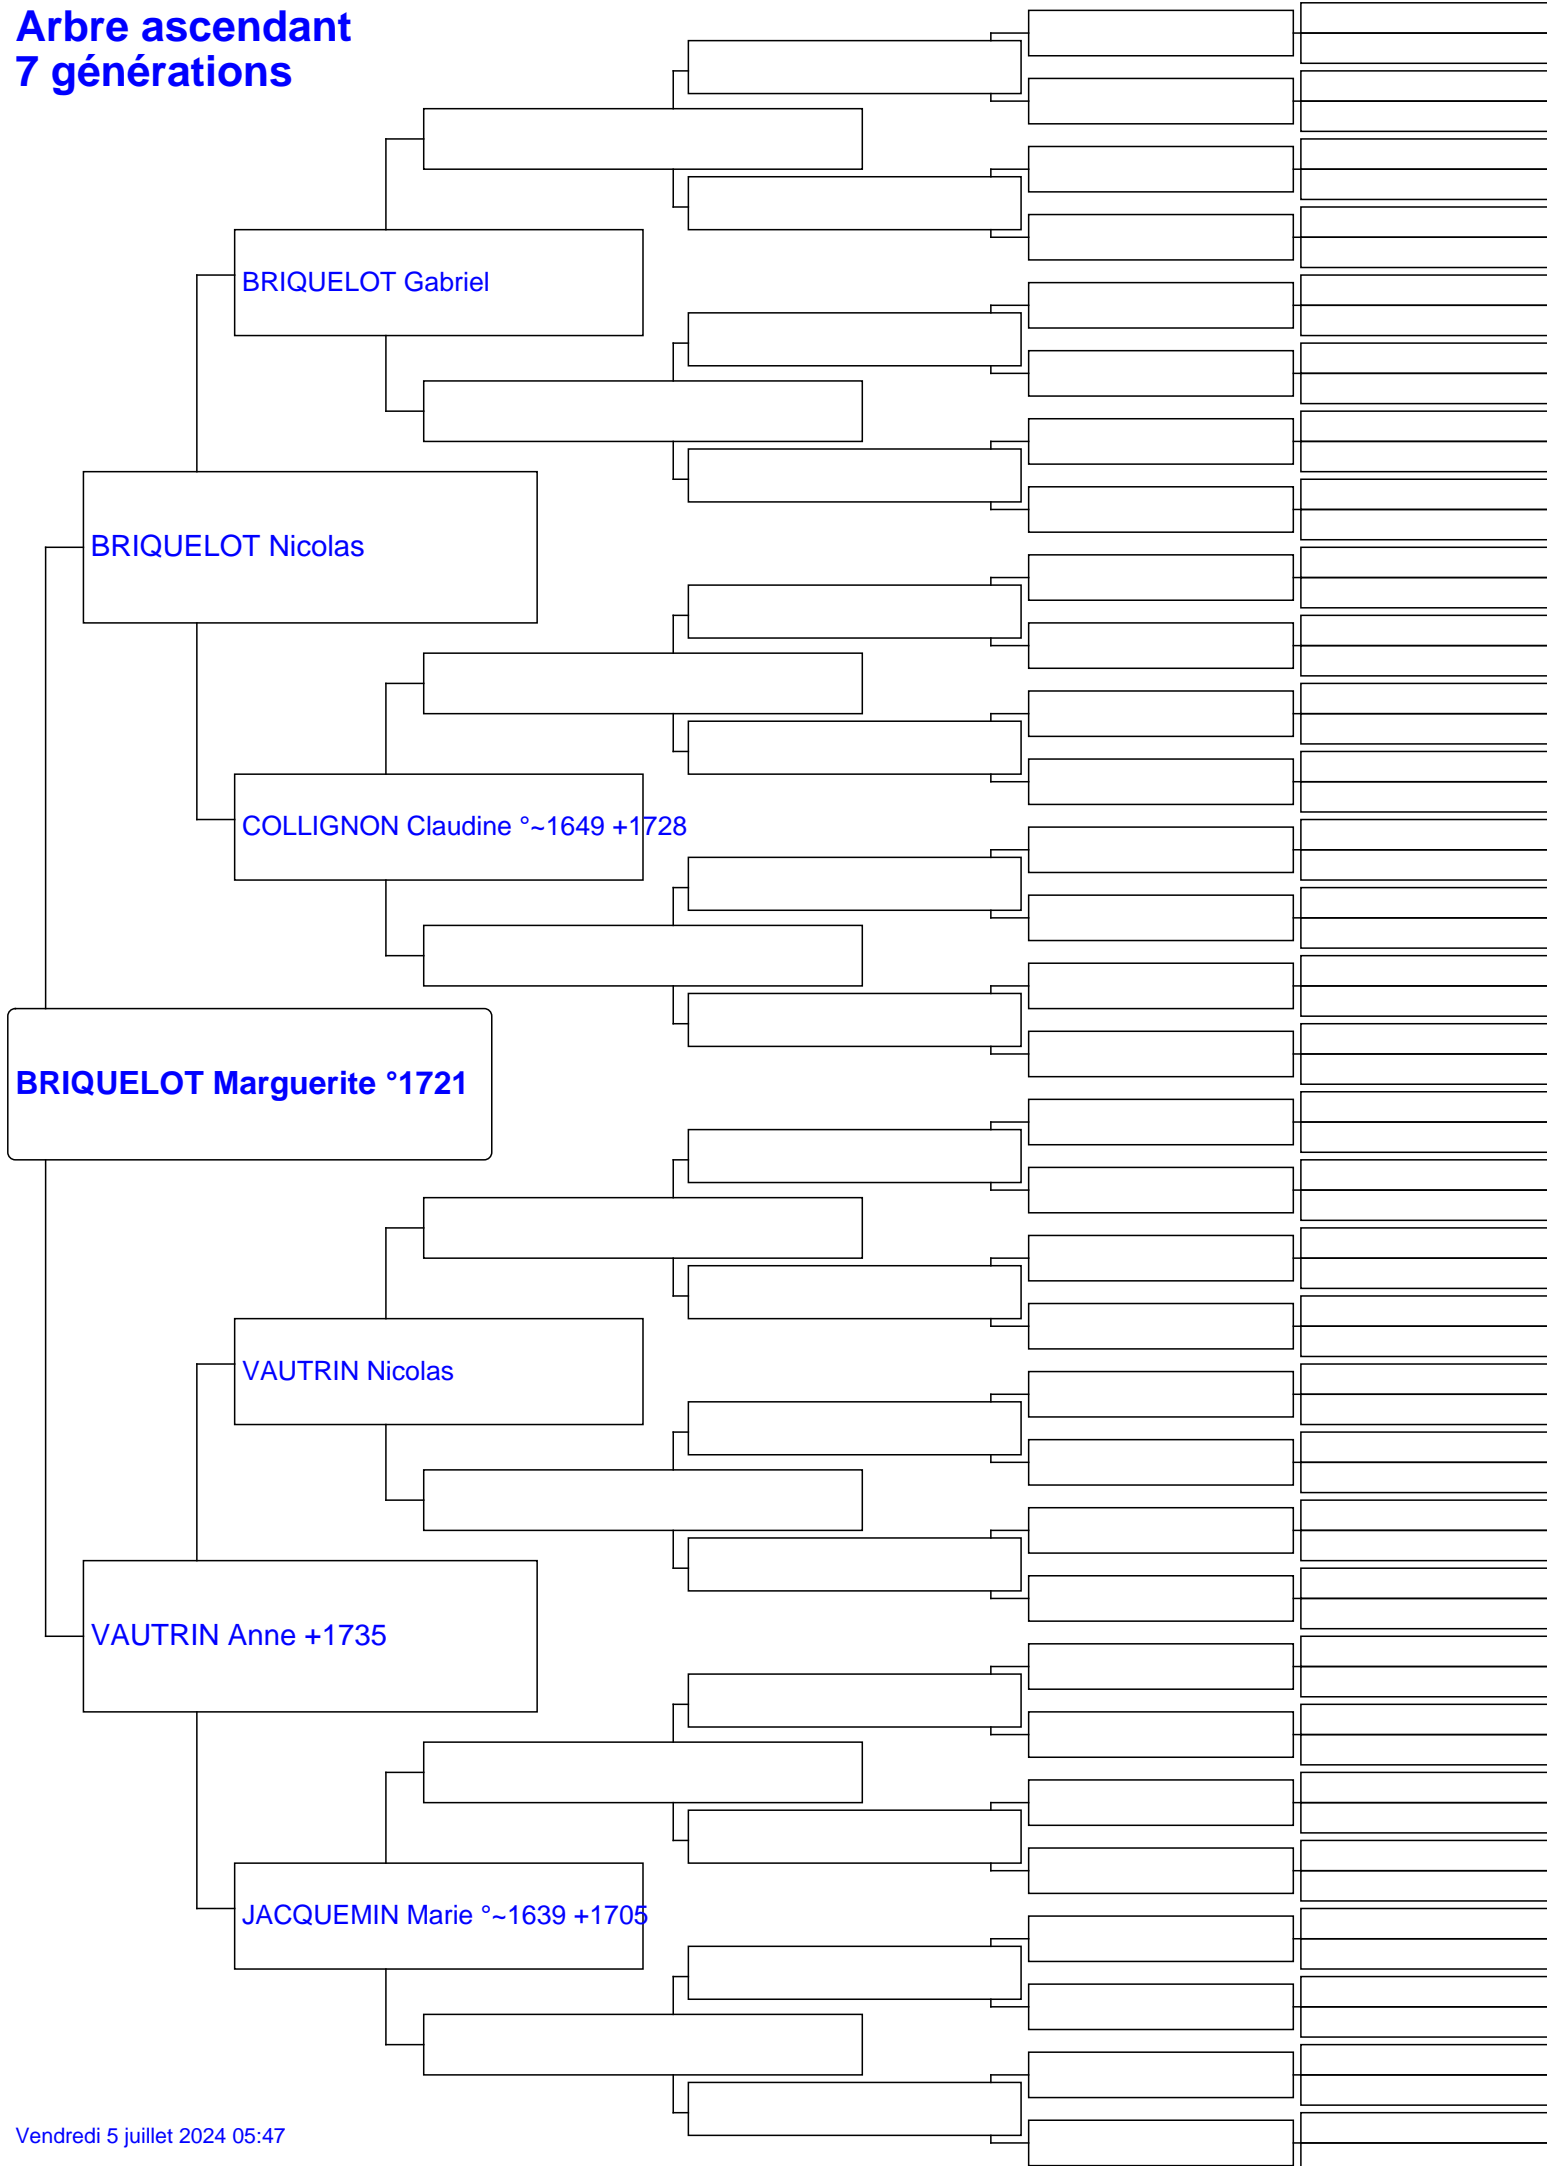 Arbre ascendant
7 générations
BRIQUELOT Gabriel
BRIQUELOT Nicolas
COLLIGNON Claudine °~1649 +1728
BRIQUELOT Marguerite °1721
VAUTRIN Nicolas
VAUTRIN Anne +1735
JACQUEMIN Marie °~1639 +1705
Vendredi 5 juillet 2024 05:47